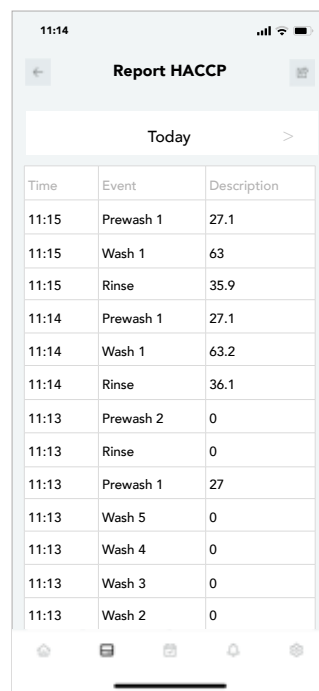 11:14
Report HACCP
Today >
Time Event Description
11:15 Prewash 1 27.1
11:15 Wash 1 63
11:15 Rinse 35.9
11:14 Prewash 1 27.1
11:14 Wash 1 63.2
11:14 Rinse 36.1
11:13 Prewash 2 0
11:13 Rinse 0
11:13 Prewash 1 27
11:13 Wash 5 0
11:13 Wash 4 0
11:13 Wash 3 0
11:13 Wash 2 0